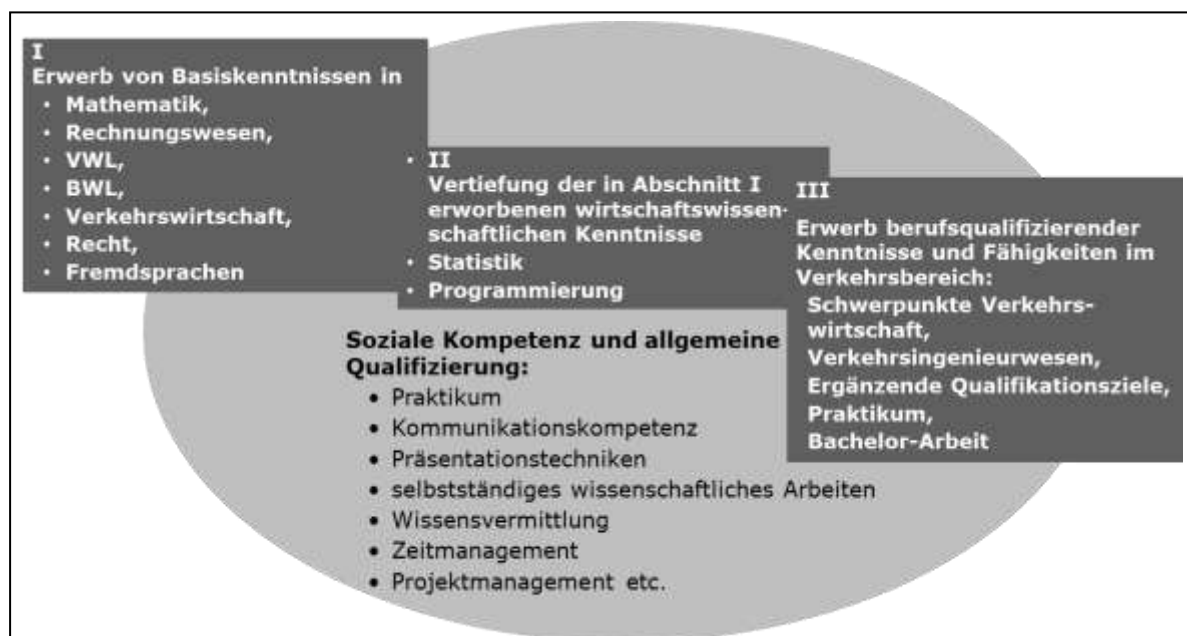 I
Erwerb von Basiskenntnissen in
• Mathematik,
• Rechnungswesen,
• VWL,
• BWL,
• Verkehrswirtschaft,
• Recht,
• Fremdsprachen
• II
Vertiefung der in Abschnitt I
erworbenen wirtschaftswissen-
schaftlichen Kenntnisse
• Statistik
• Programmierung
III
Erwerb berufsqualifizierender
Kenntnisse und Fähigkeiten im
Verkehrsbereich:
Schwerpunkte Verkehrs-
wirtschaft,
Verkehrsingenieurwesen,
Ergänzende Qualifikationsziele,
Praktikum,
Bachelor-Arbeit
Soziale Kompetenz und allgemeine
Qualifizierung:
• Praktikum
• Kommunikationskompetenz
• Präsentationstechniken
• selbstständiges wissenschaftliches Arbeiten
• Wissensvermittlung
• Zeitmanagement
• Projektmanagement etc.